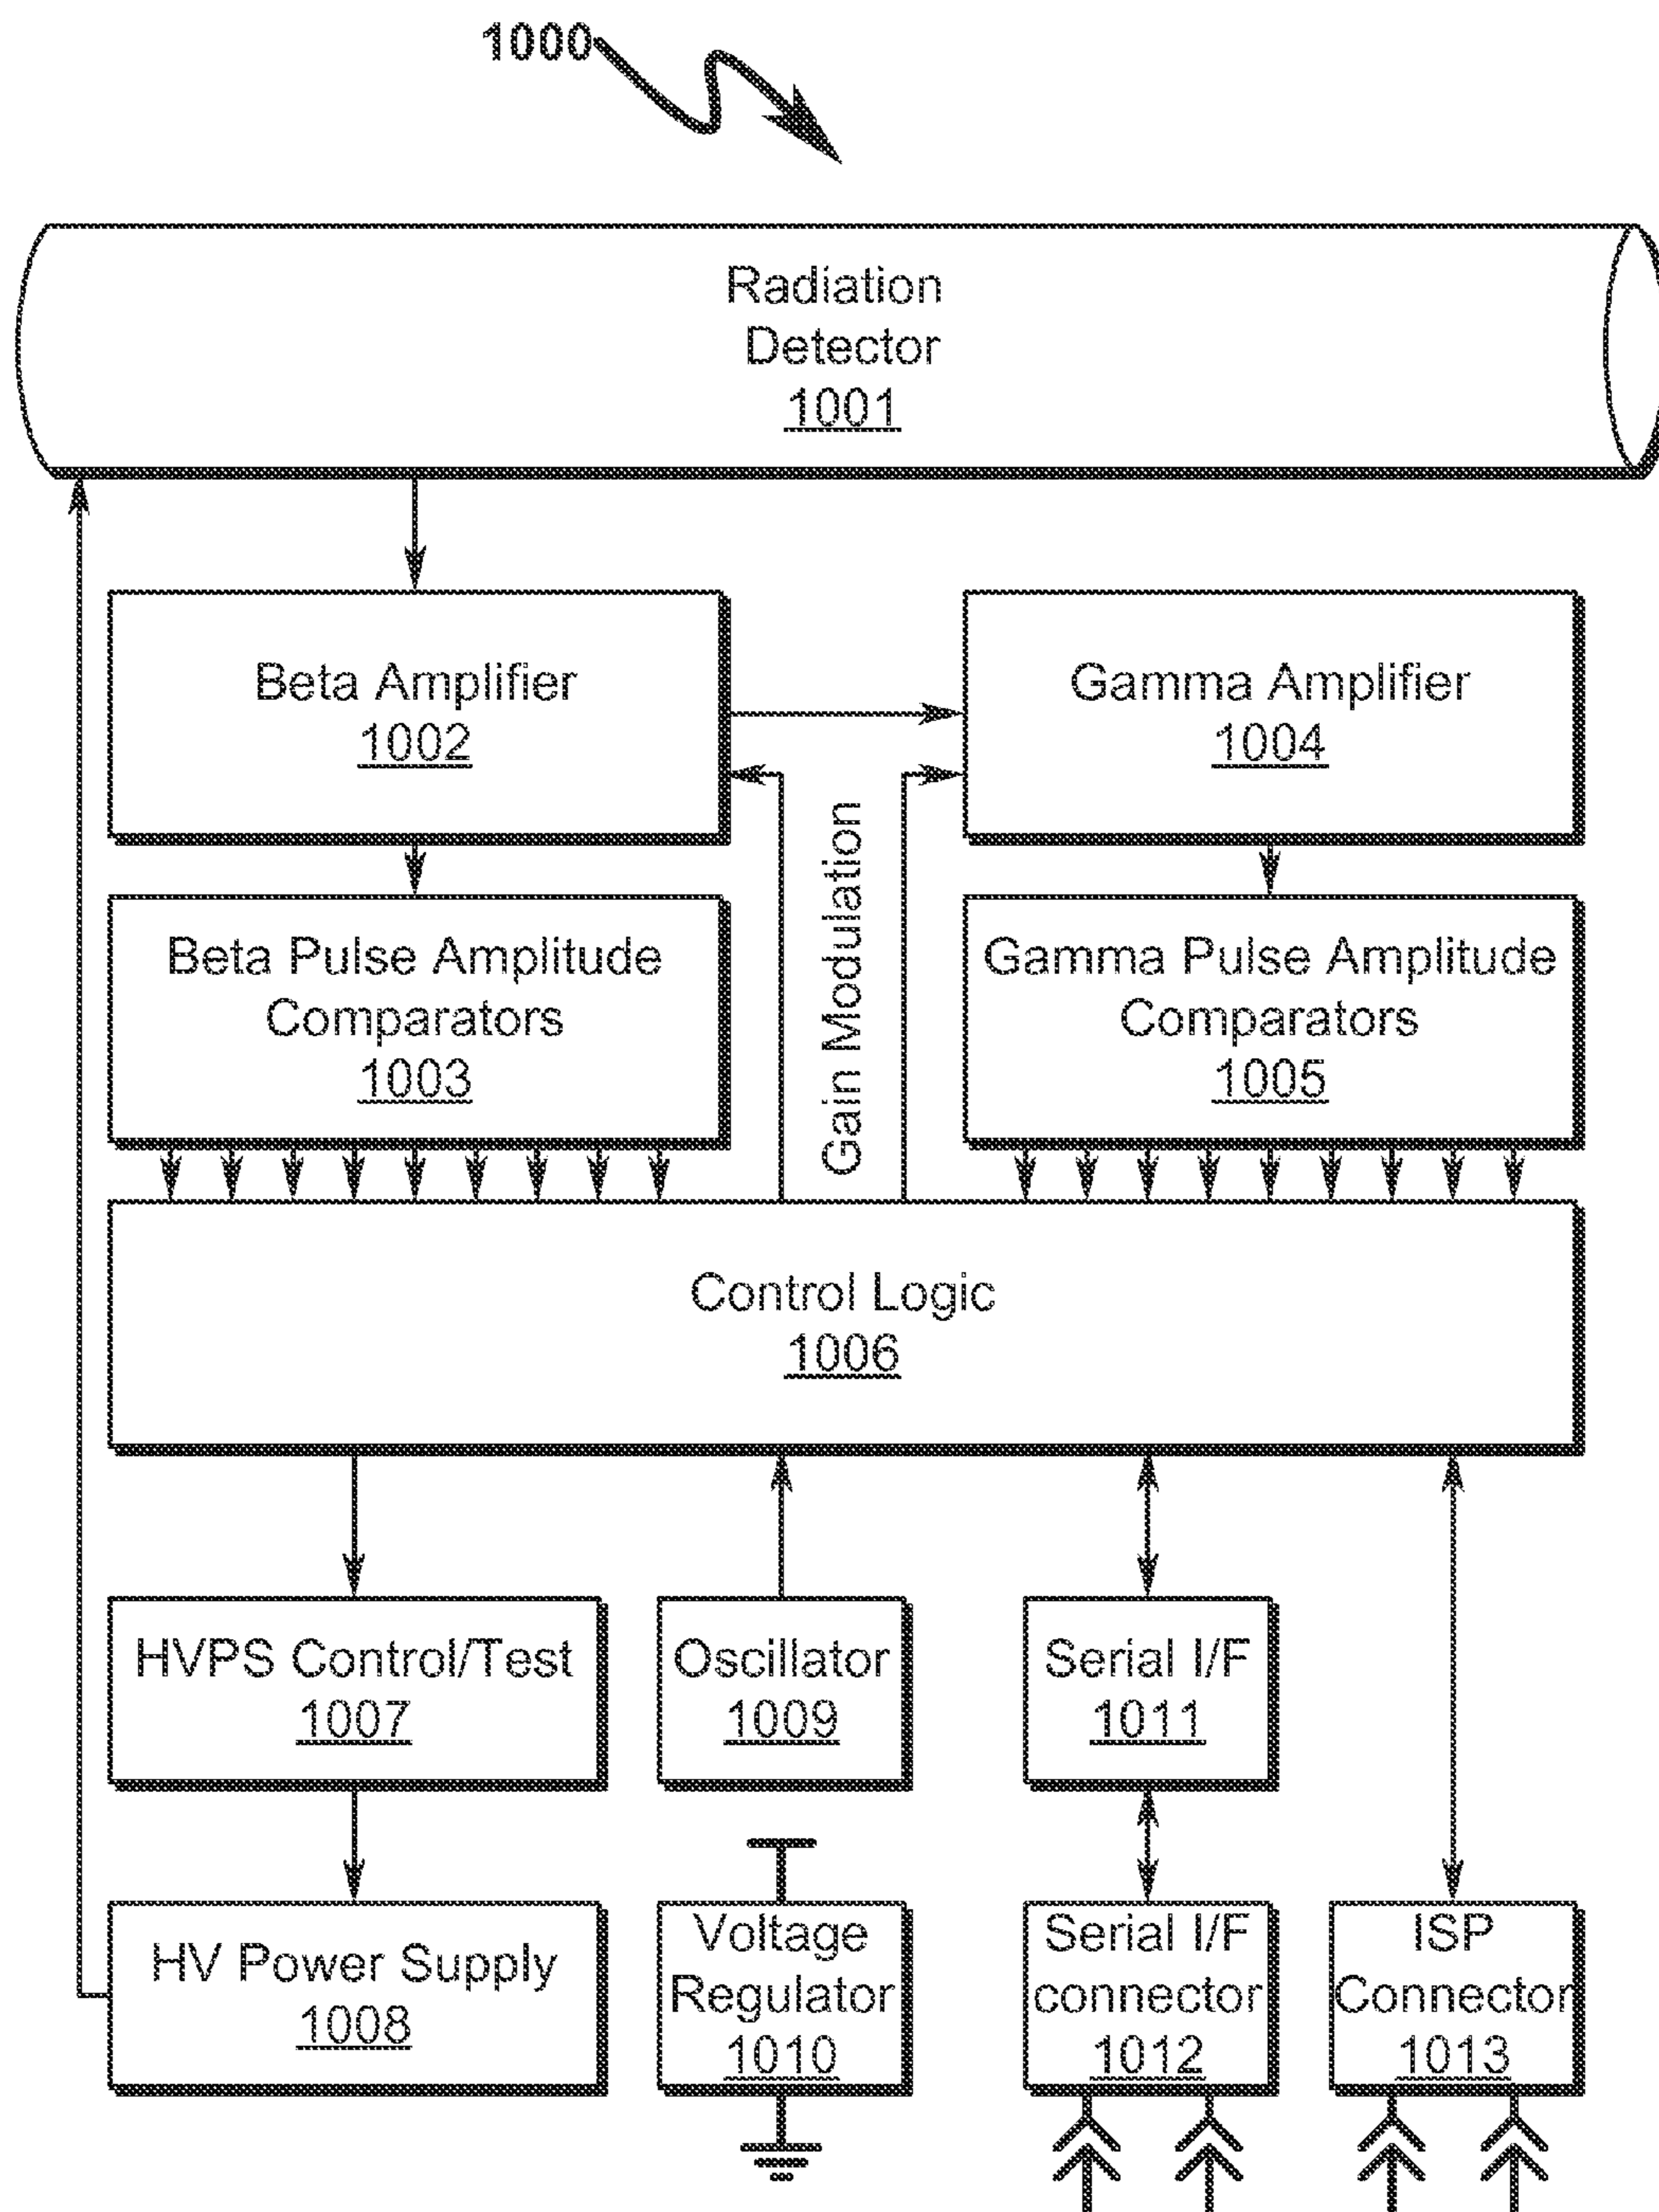 1000
Radiation
Detector
1001
Beta Amplifier
1002
Gamma Amplifier
1004
Gain Modulation
Beta Pulse Amplitude
Comparators
1003
Gamma Pulse Amplitude
Comparators
1005
Control Logic
1006
HVPS Control/Test
1007
Oscillator
1009
Serial I/F
1011
HV Power Supply
1008
Voltage
Regulator
1010
Serial I/F
connector
1012
ISP
Connector
1013